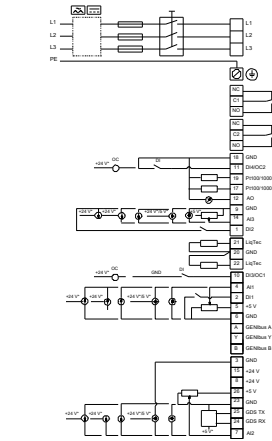 L1 L1
L2 L2
L3 L3
PE
NC
C1
NO
NC
C2
NO
18 GND
OC DI
+24 V* 11 DI4/OC2
19 Pt100/1000
17 Pt100/1000
12 AO
9 GND
+24 V* +24 V* +24 V*/5 V*
14 AI3
1 DI2
21 LiqTec
20 GND
22 LiqTec
OC GND DI
+24 V* 10 DI3/OC1
4 AI1
2 DI1
+24 V* +24 V* +24 V*/5 V*
5 +5 V
6 GND
A GENIbus A
Y GENIbus Y
B GENIbus B
3 GND
15 +24 V
8 +24 V
26 +5 V
23 GND
25 GDS TX
24 GDS RX
+24 V* +24 V* +24 V*/5 V*
+5 V*
7 AI2